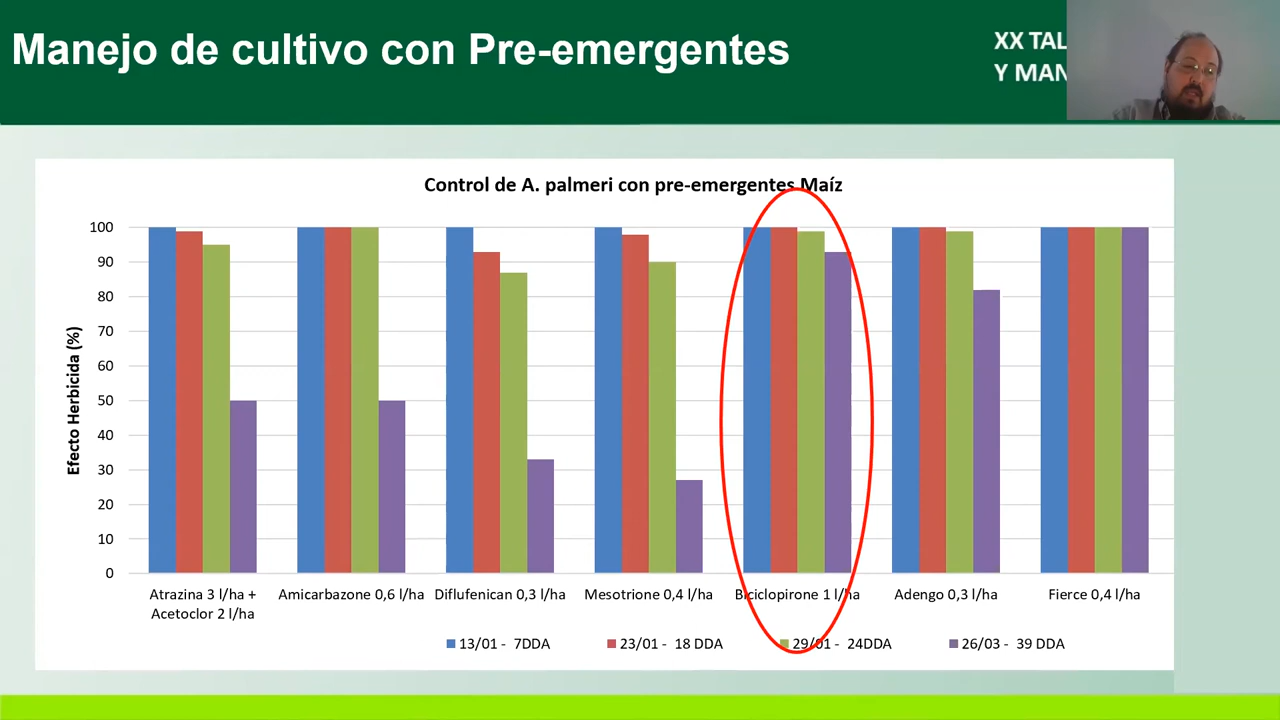 Manejo de cultivo con Pre-emergentes
XX TAL
Y MAN
Control de A. palmeri con pre-emergentes Maíz
Efecto Herbicida (%)
100
90
80
70
60
50
40
30
20
10
0
Atrazina 3 l/ha +
Acetoclor 2 l/ha
Amicarbazone 0,6 l/ha
Diflufenican 0,3 l/ha
Mesotrione 0,4 l/ha
Biciclopirone 1 l/ha
Adengo 0,3 l/ha
Fierce 0,4 l/ha
13/01 - 7DDA
23/01 - 18 DDA
29/01 - 24DDA
26/03 - 39 DDA